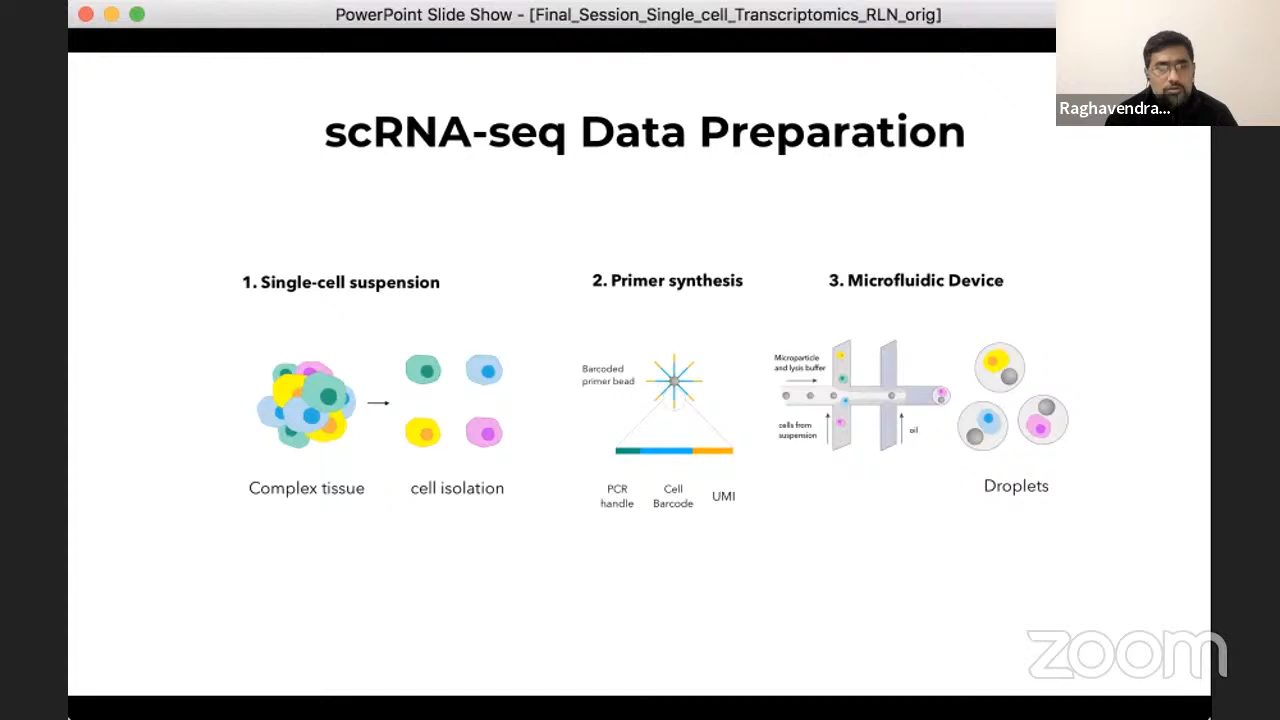 PowerPoint Slide Show - [Final_Session_Single_cell_Transcriptomics_RLN_orig]
Raghavendra...
scRNA-seq Data Preparation
1. Single-cell suspension
Complex tissue
cell isolation
2. Primer synthesis
Barcoded
primer bead
PCR
handle
Cell
Barcode
UMI
3. Microfluidic Device
Microparticle
and lysis buffer
cells from
suspension
oil
Droplets
zoom